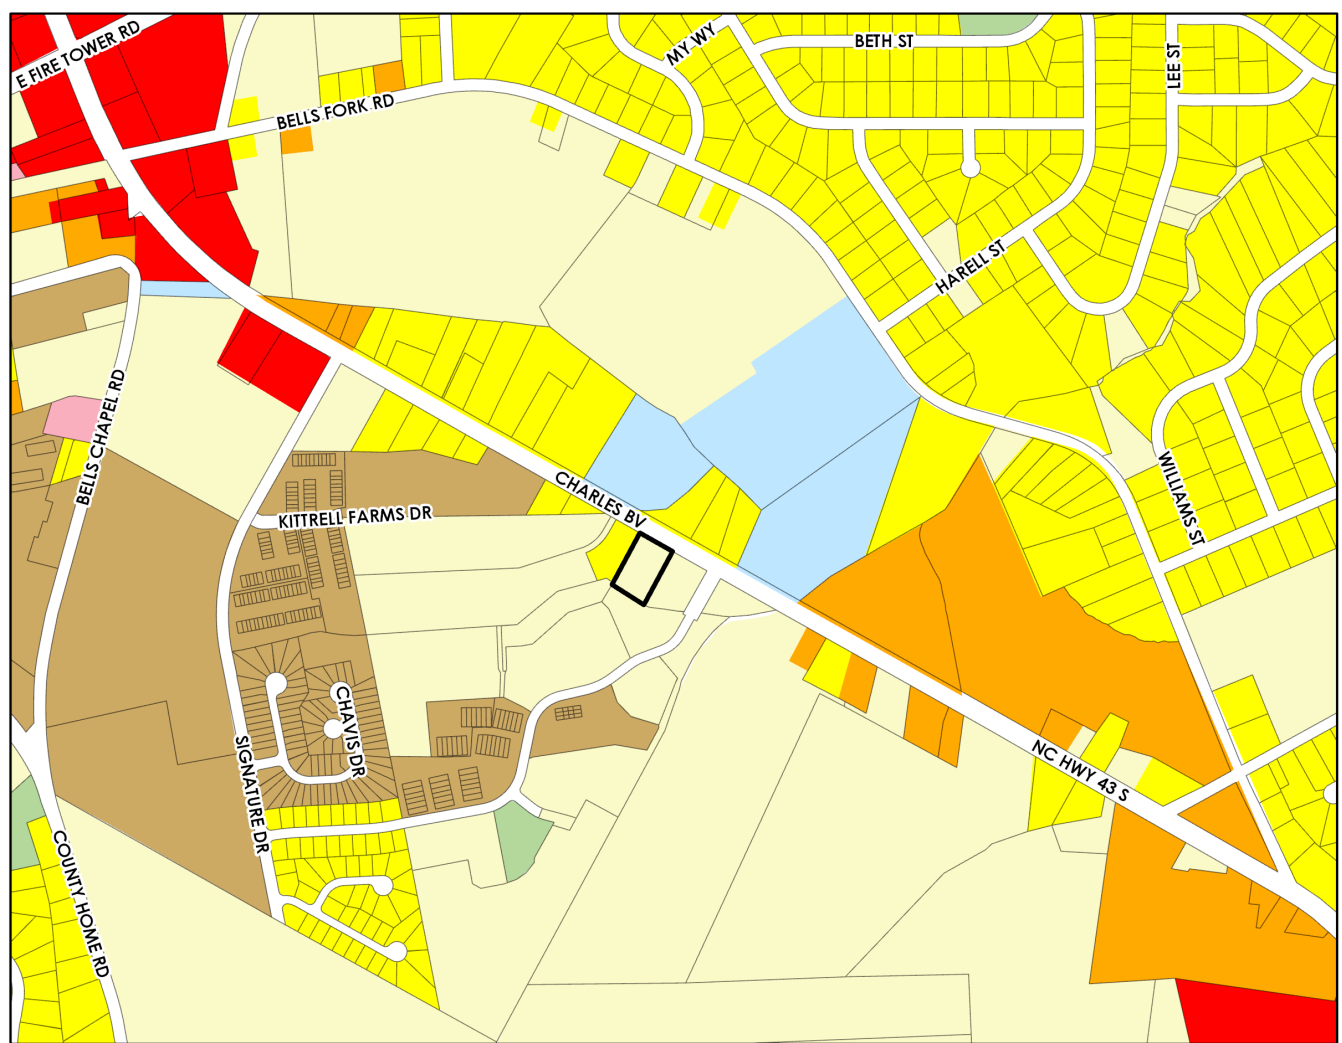 E FIRE TOWER RD
MY WY
BETH ST
LEE ST
BELLS FORK RD
HARELL ST
BELLS CHAPEL RD
CHARLES BV
WILLIAMS ST
KITTRELL FARMS DR
CHAVIS DR
SIGNATURE DR
NC HWY 43 S
COUNTY HOME RD